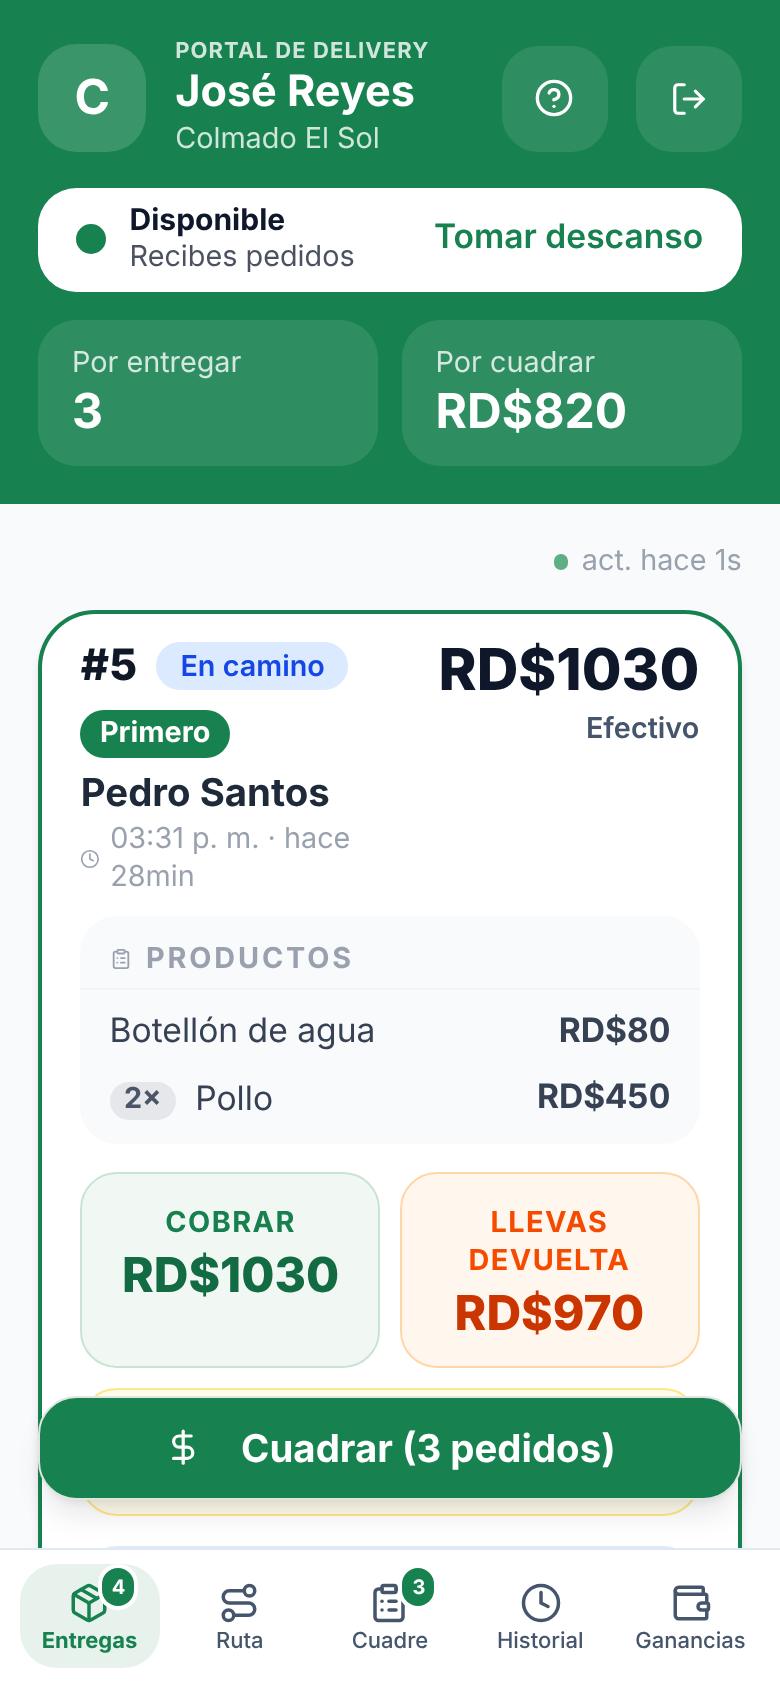 C
PORTAL DE DELIVERY
José Reyes
Colmado El Sol
Disponible
Recibes pedidos
Tomar descanso
Por entregar
3
Por cuadrar
RD$820
act. hace 1s
#5
En camino
RD$1030
Primero
Efectivo
Pedro Santos
03:31 p. m. · hace
28min
PRODUCTOS
Botellón de agua RD$80
2× Pollo RD$450
COBRAR
RD$1030
LLEVAS
DEVUELTA
RD$970
$ Cuadrar (3 pedidos)
4
3
Entregas
Ruta
Cuadre
Historial
Ganancias